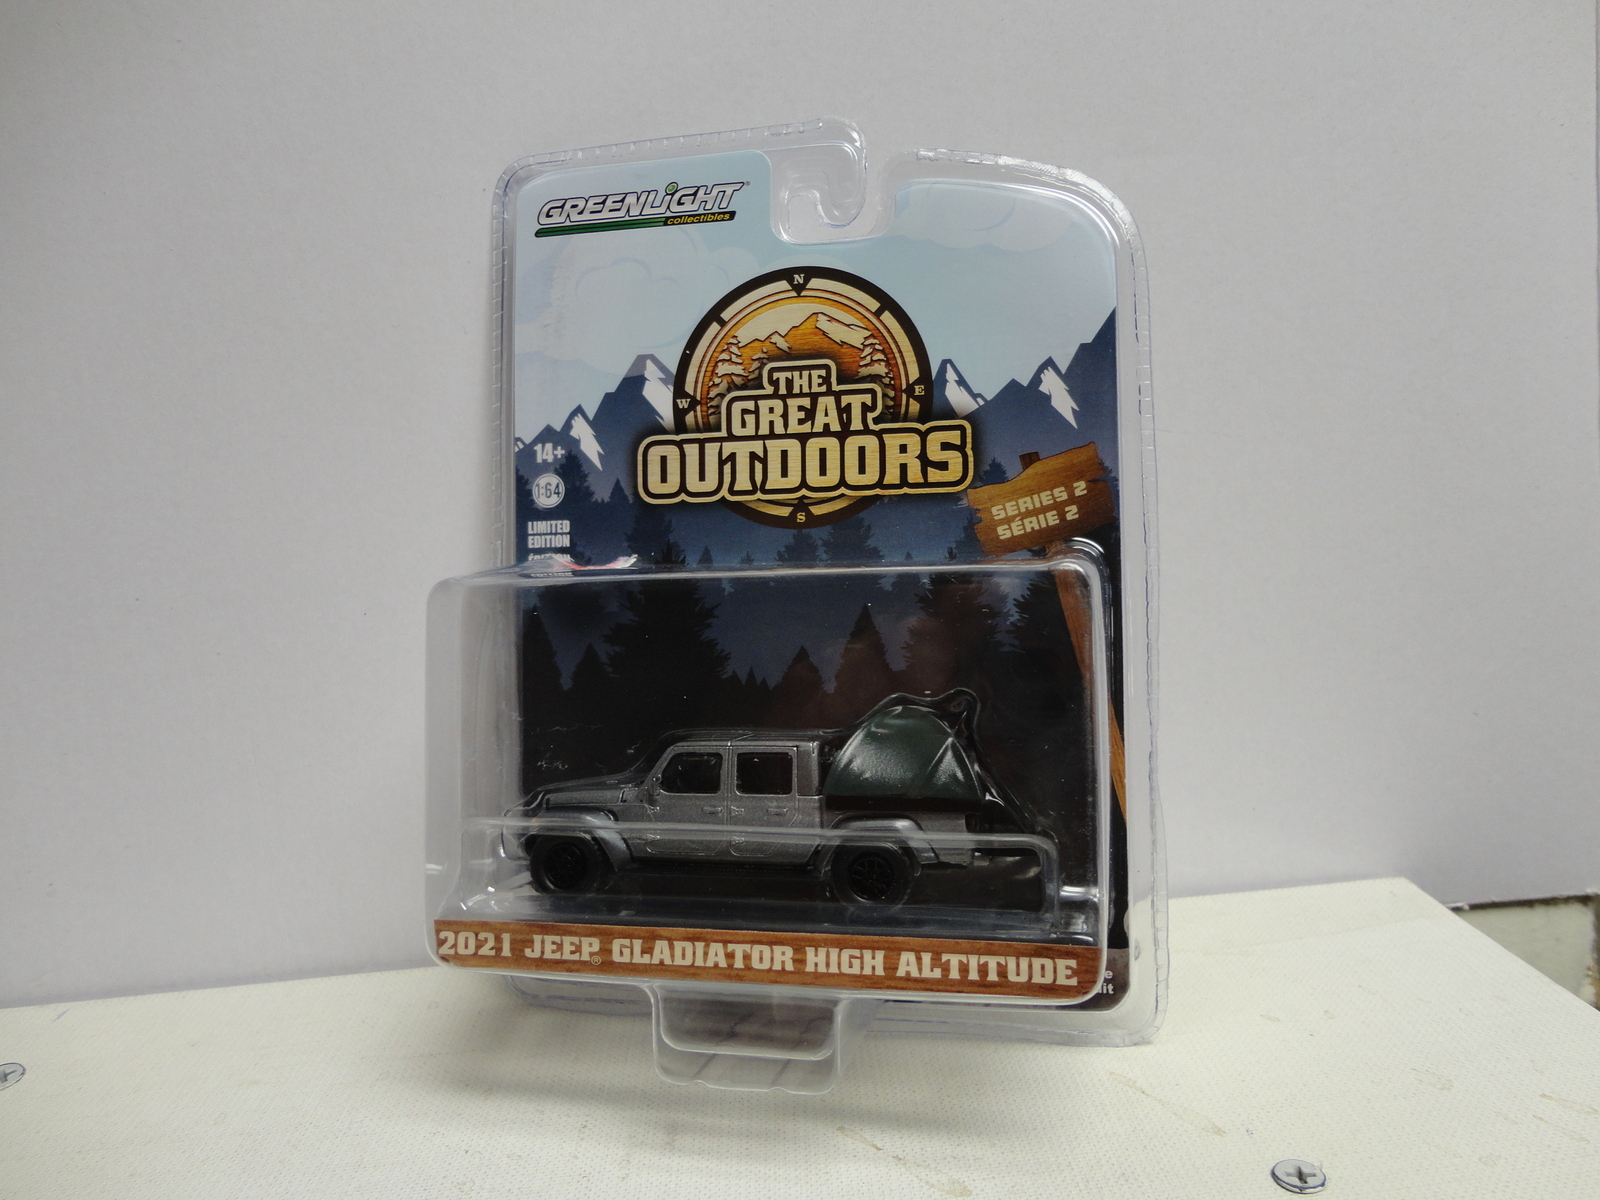 GREENLIGHT®
collectibles
N
W
E
THE
GREAT
OUTDOORS
S
14+
1:64
LIMITED
EDITION
SERIES 2
SÉRIE 2
2021 JEEP® GLADIATOR HIGH ALTITUDE